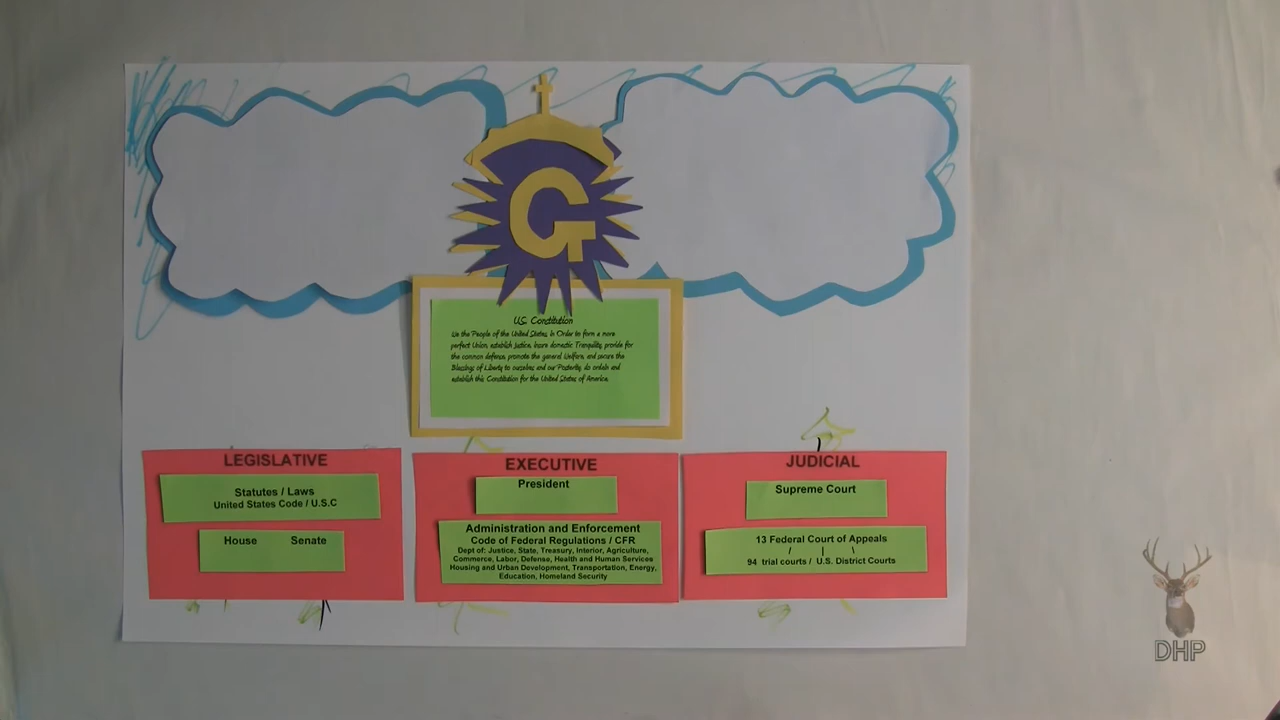 G
U.S. Constitution
We the People of the United States, in Order to form a more
perfect Union, establish Justice, insure domestic Tranquility, provide for
the common defense, promote the general Welfare, and secure the
Blessings of Liberty to ourselves and our Posterity, do ordain and
establish this Constitution for the United States of America.
LEGISLATIVE
Statutes / Laws
United States Code / U.S.C
House Senate
EXECUTIVE
President
Administration and Enforcement
Code of Federal Regulations / CFR
Dept of: Justice, State, Treasury, Interior, Agriculture,
Commerce, Labor, Defense, Health and Human Services
Housing and Urban Development, Transportation, Energy,
Education, Homeland Security
JUDICIAL
Supreme Court
13 Federal Court of Appeals
/ | \
94 trial courts / U.S. District Courts
DHP